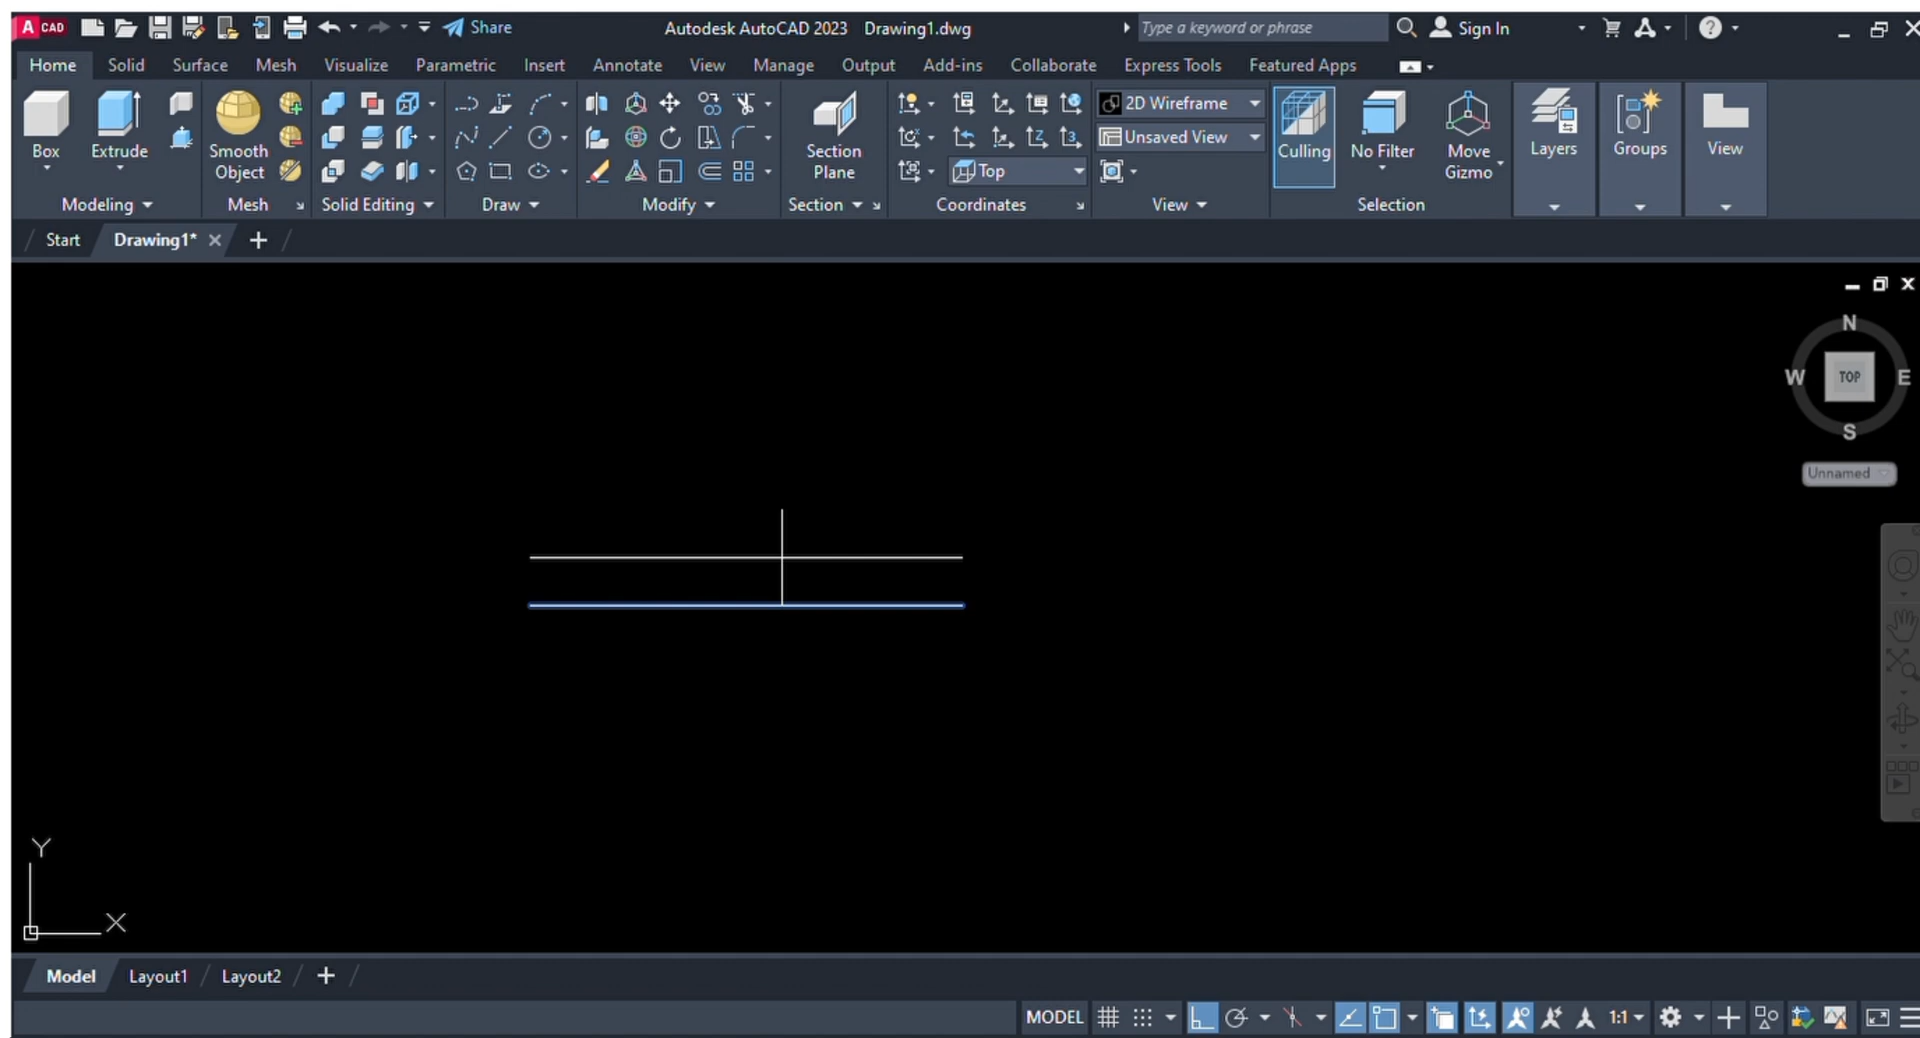 A CAD Share Autodesk AutoCAD 2023 Drawing1.dwg Type a keyword or phrase Sign In
Home Solid Surface Mesh Visualize Parametric Insert Annotate View Manage Output Add-ins Collaborate Express Tools Featured Apps
2D Wireframe
Unsaved View
Box Extrude Smooth Object Section Plane Top Culling No Filter Move Gizmo Layers Groups View
Modeling Mesh Solid Editing Draw Modify Section Coordinates View Selection
Start Drawing1* +
N
W TOP E
S
Unnamed
Y
X
Model Layout1 Layout2 +
MODEL 1:1